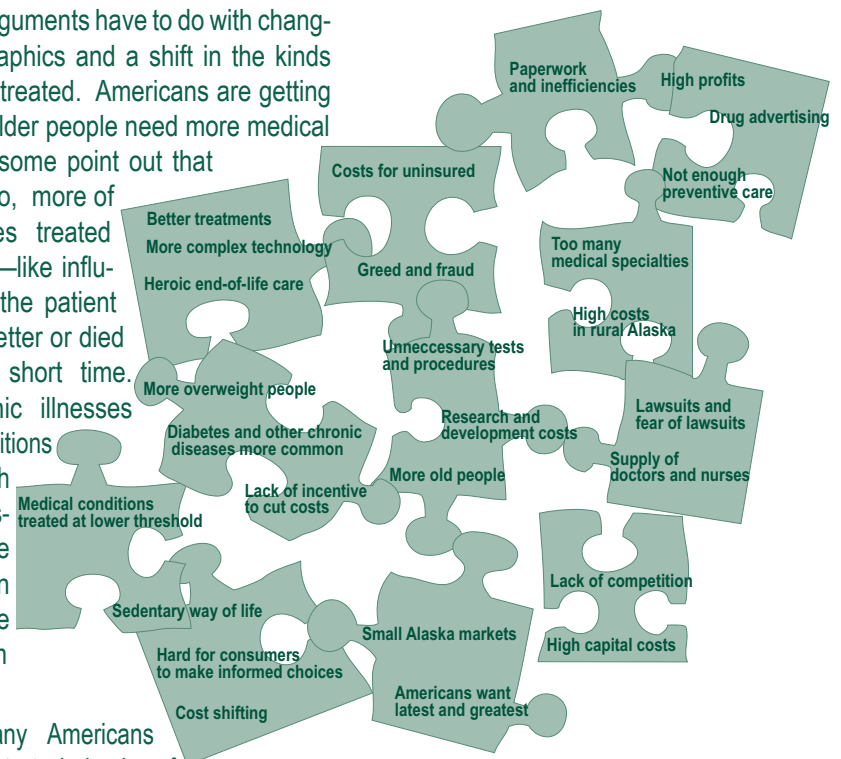 guments have to do with chang-
aphics and a shift in the kinds
treated. Americans are getting
lder people need more medical
some point out that
o, more of
es treated
—like influ-
the patient
etter or died
short time.
nic illnesses
itions
Paperwork
and inefficiencies
High profits
Drug advertising
Not enough
preventive care
Costs for uninsured
Greed and fraud
Better treatments
More complex technology
Heroic end-of-life care
Too many
medical specialties
High costs
in rural Alaska
Unneccessary tests
and procedures
Research and
development costs
More old people
Lawsuits and
fear of lawsuits
Supply of
doctors and nurses
More overweight people
Diabetes and other chronic
diseases more common
Lack of incentive
to cut costs
Medical conditions
treated at lower threshold
Sedentary way of life
Hard for consumers
to make informed choices
Cost shifting
Small Alaska markets
Americans want
latest and greatest
Lack of competition
High capital costs
any Americans